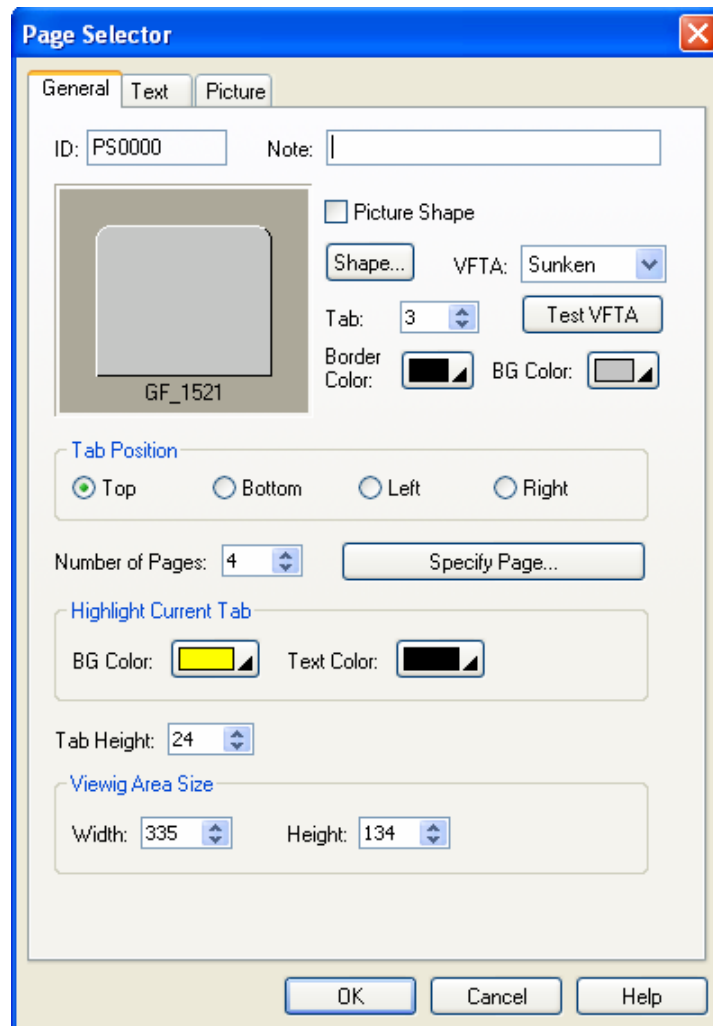 Page Selector
General Text Picture
ID: PS0000 Note:
Picture Shape
Shape... VFTA: Sunken
Tab: 3 Test VFTA
Border
Color: BG Color:
GF_1521
Tab Position
Top Bottom Left Right
Number of Pages: 4 Specify Page...
Highlight Current Tab
BG Color: Text Color:
Tab Height: 24
Viewig Area Size
Width: 335 Height: 134
OK Cancel Help